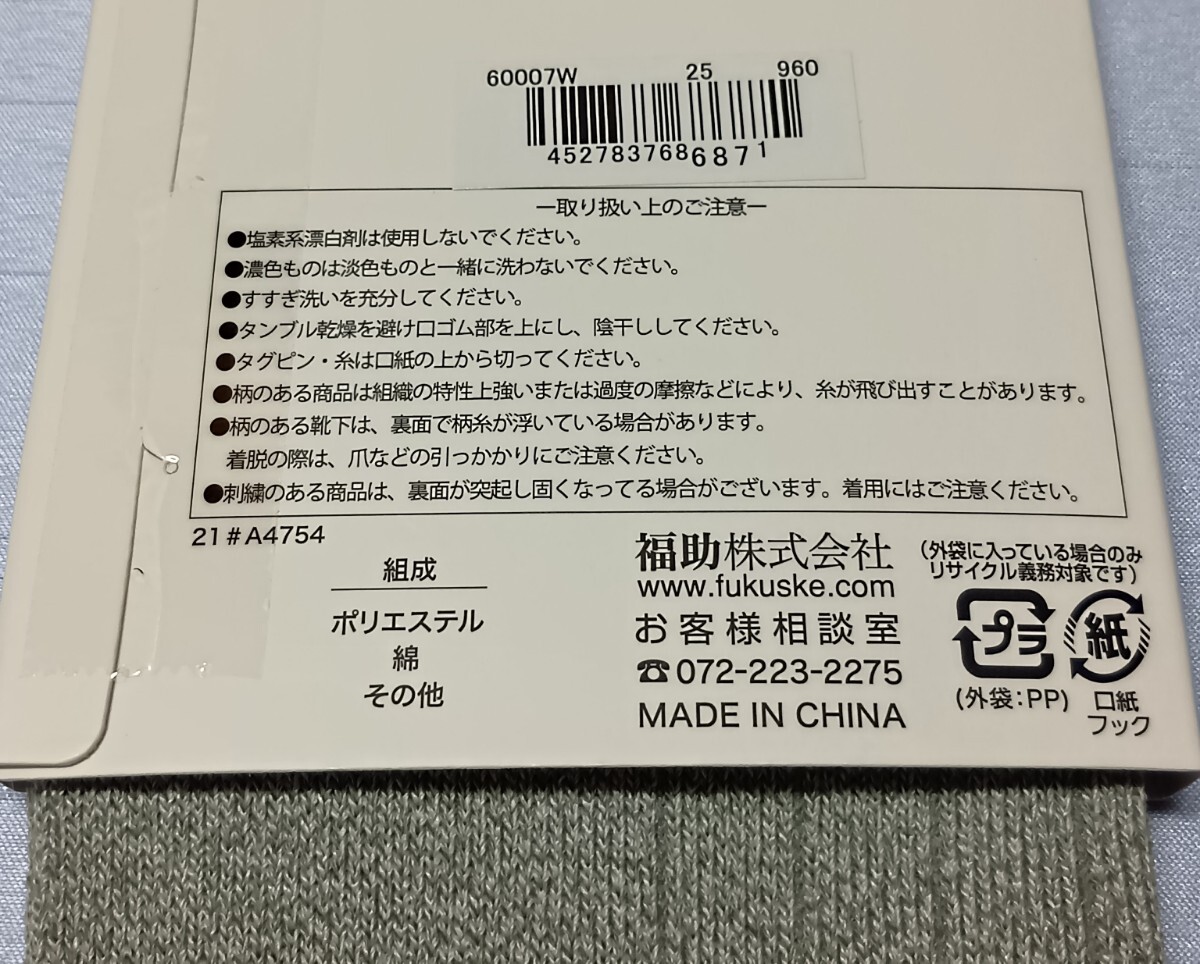 60007W 25 960
4527837686871
ー取り扱い上のご注意ー
●塩素系漂白剤は使用しないでください。
●濃色ものは淡色ものと一緒に洗わないでください。
●すすぎ洗いを充分してください。
●タンブル乾燥を避け口ゴム部を上にし、陰干ししてください。
●タグピン・糸は口紙の上から切ってください。
●柄のある商品は組織の特性上強いまたは過度の摩擦などにより、糸が飛び出すことがあります。
●柄のある靴下は、裏面で柄糸が浮いている場合があります。
着脱の際は、爪などの引っかかりにご注意ください。
●刺繍のある商品は、裏面が突起し固くなってる場合がございます。着用にはご注意ください。
21#A4754
組成
ポリエステル
綿
その他
福助株式会社
www.fukuske.com
お客様相談室
☎072-223-2275
MADE IN CHINA
(外袋に入っている場合のみ
リサイクル義務対象です)
プラ 紙
(外袋:PP) 口紙
フック